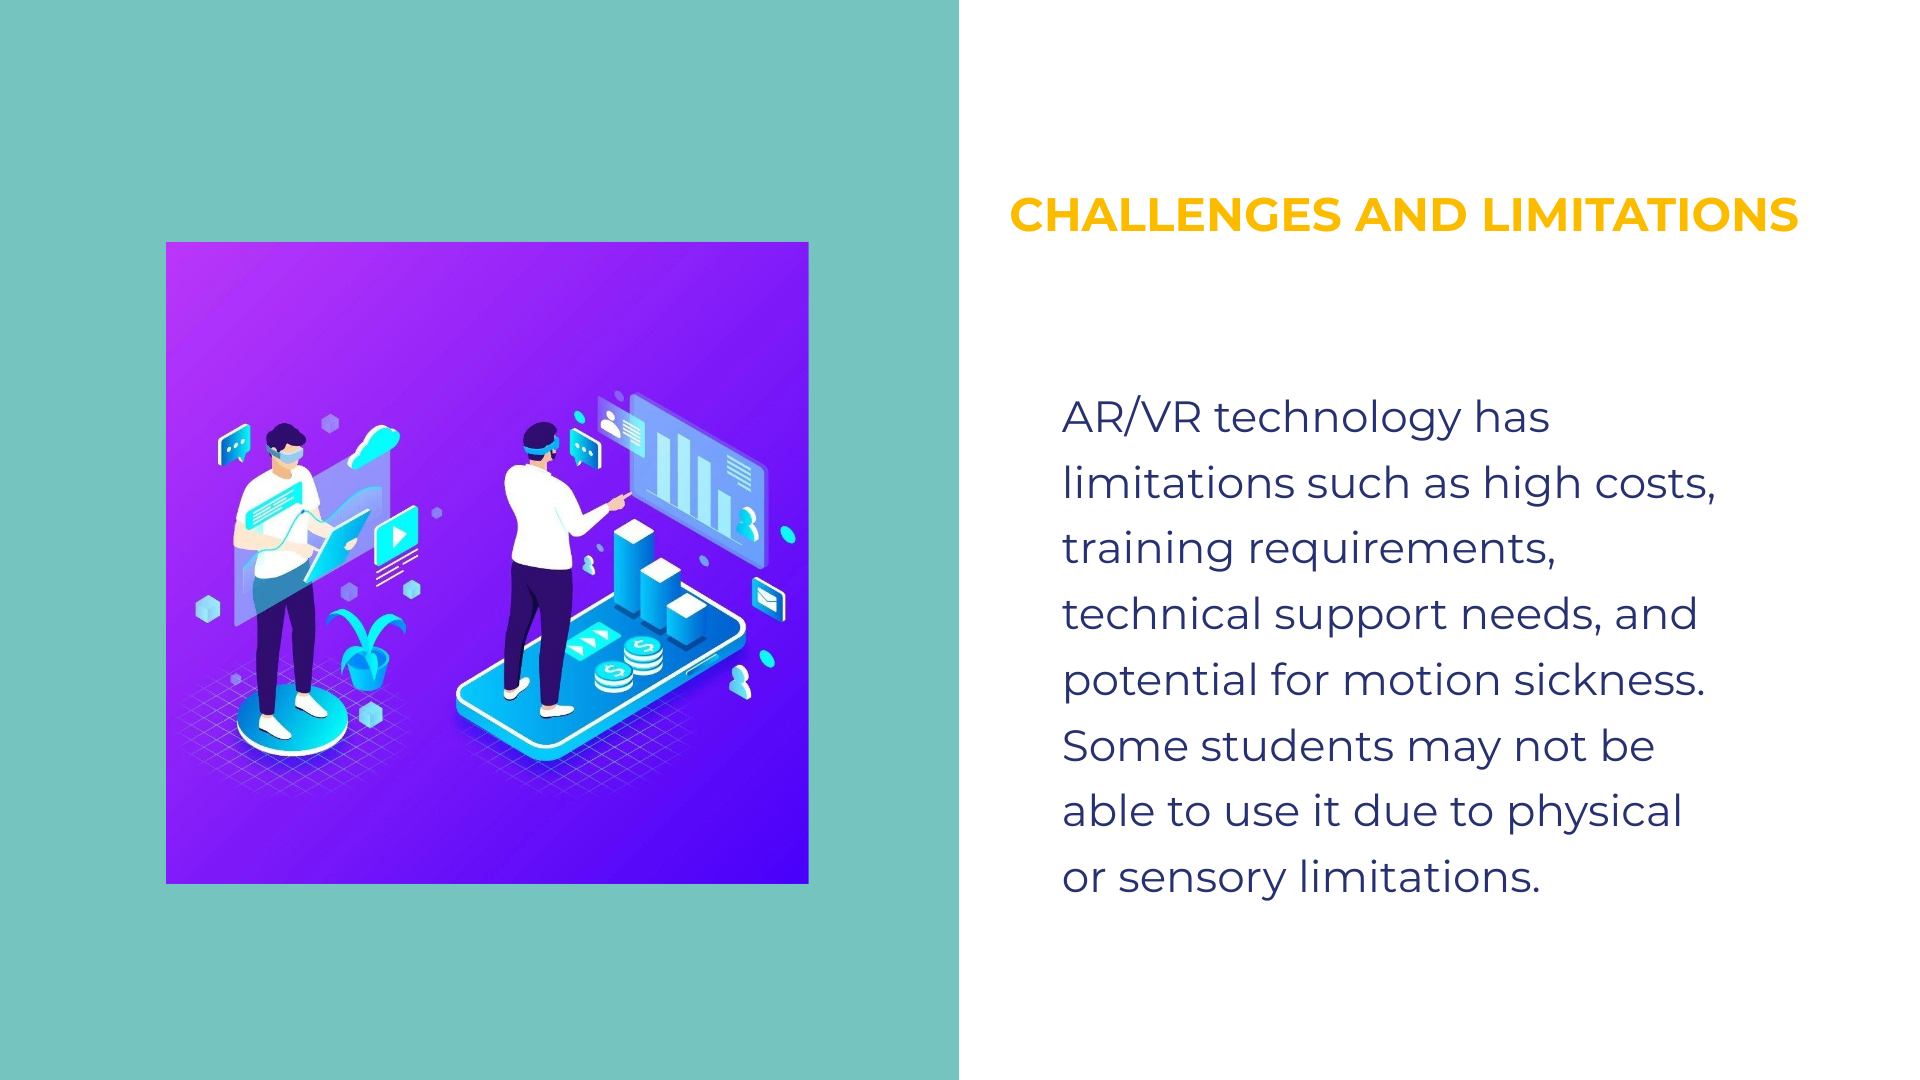 CHALLENGES AND LIMITATIONS
AR/VR technology has
limitations such as high costs,
training requirements,
technical support needs, and
potential for motion sickness.
Some students may not be
able to use it due to physical
or sensory limitations.